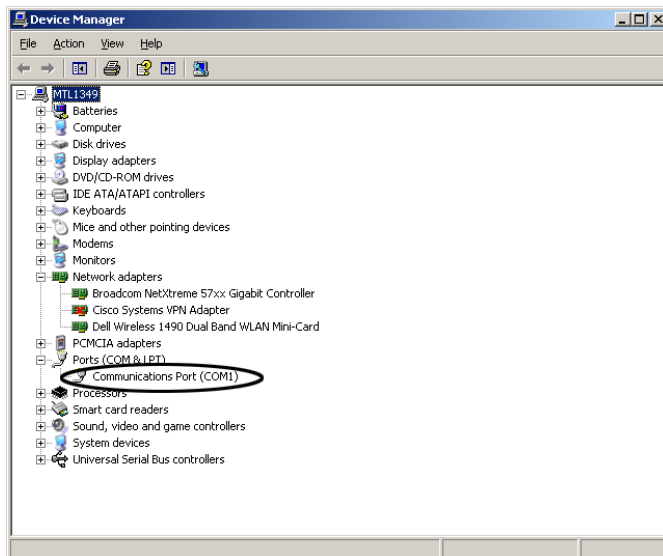 Device Manager
File Action View Help
MTL1349
Batteries
Computer
Disk drives
Display adapters
DVD/CD-ROM drives
IDE ATA/ATAPI controllers
Keyboards
Mice and other pointing devices
Modems
Monitors
Network adapters
Broadcom NetXtreme 57xx Gigabit Controller
Cisco Systems VPN Adapter
Dell Wireless 1490 Dual Band WLAN Mini-Card
PCMCIA adapters
Ports (COM & LPT)
Communications Port (COM1)
Processors
Smart card readers
Sound, video and game controllers
System devices
Universal Serial Bus controllers